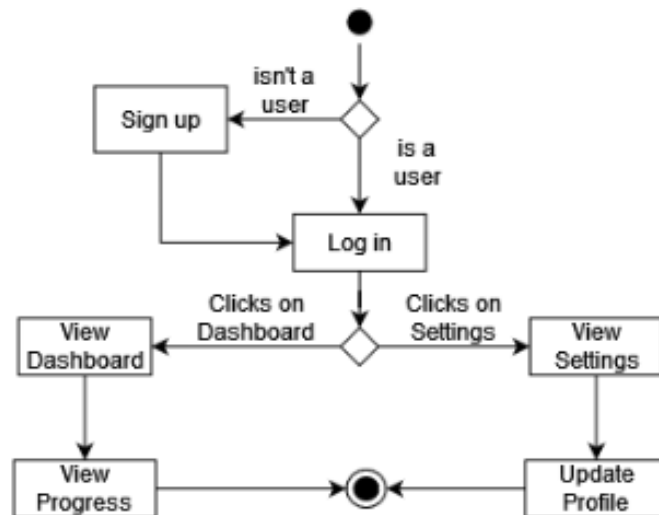 isn't a
user
Sign up
is a
user
Log in
Clicks on
Dashboard
Clicks on
Settings
View
Dashboard
View
Settings
View
Progress
Update
Profile